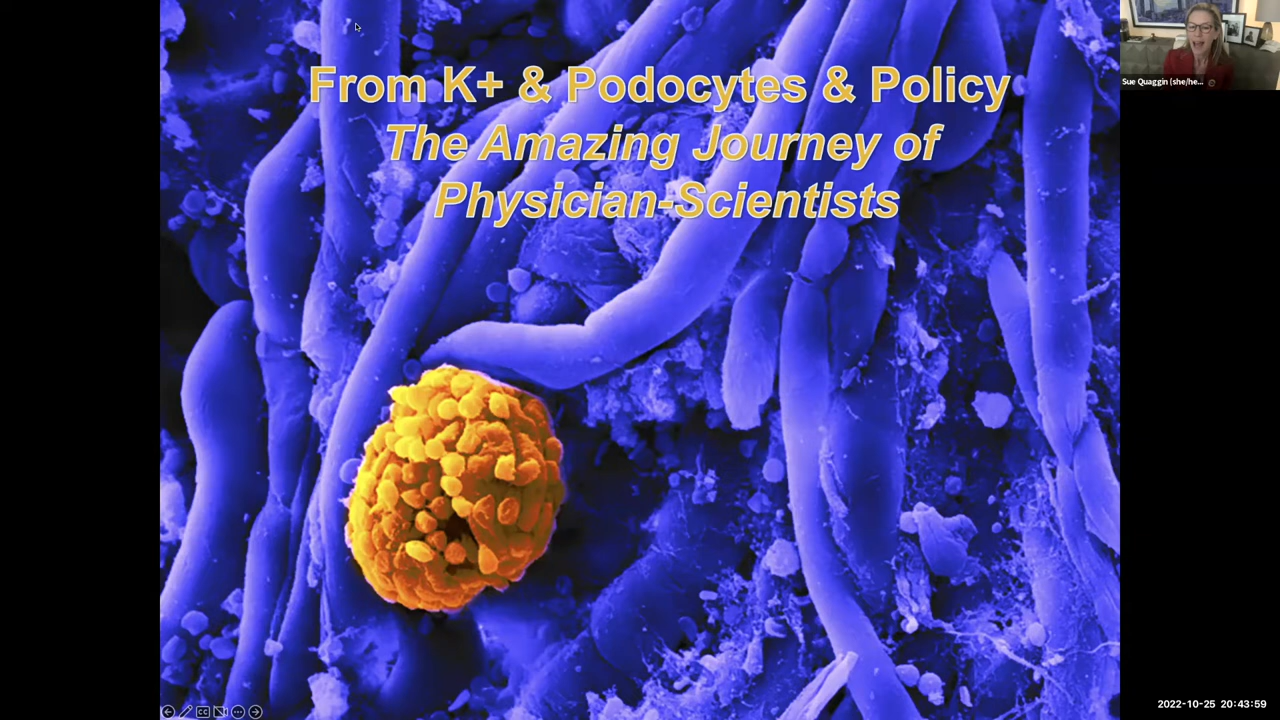 From K+ & Podocytes & Policy
The Amazing Journey of
Physician-Scientists
Sue Quaggin (she/he...
CC
2022-10-25 20:43:59